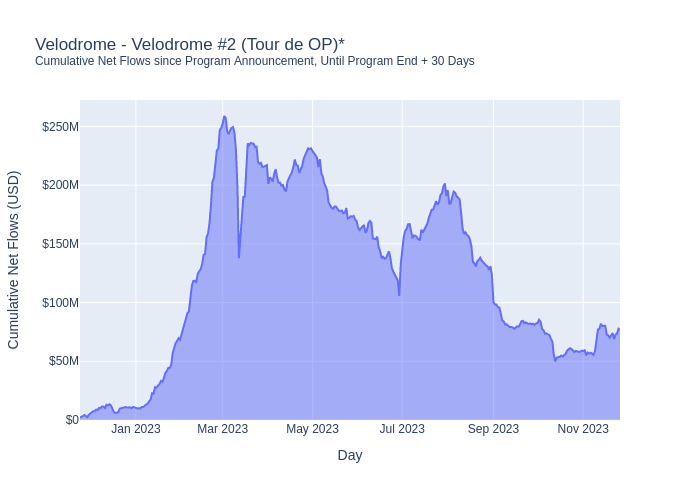 Velodrome - Velodrome #2 (Tour de OP)*
Cumulative Net Flows since Program Announcement, Until Program End + 30 Days
Cumulative Net Flows (USD)
$250M
$200M
$150M
$100M
$50M
$0
Jan 2023 Mar 2023 May 2023 Jul 2023 Sep 2023 Nov 2023
Day